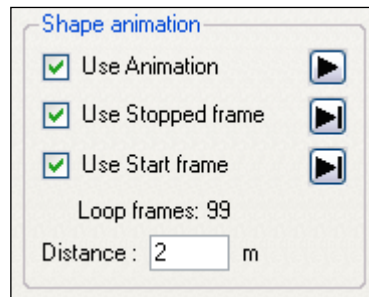 Shape animation
Use Animation
Use Stopped frame
Use Start frame
Loop frames: 99
Distance : 2 m